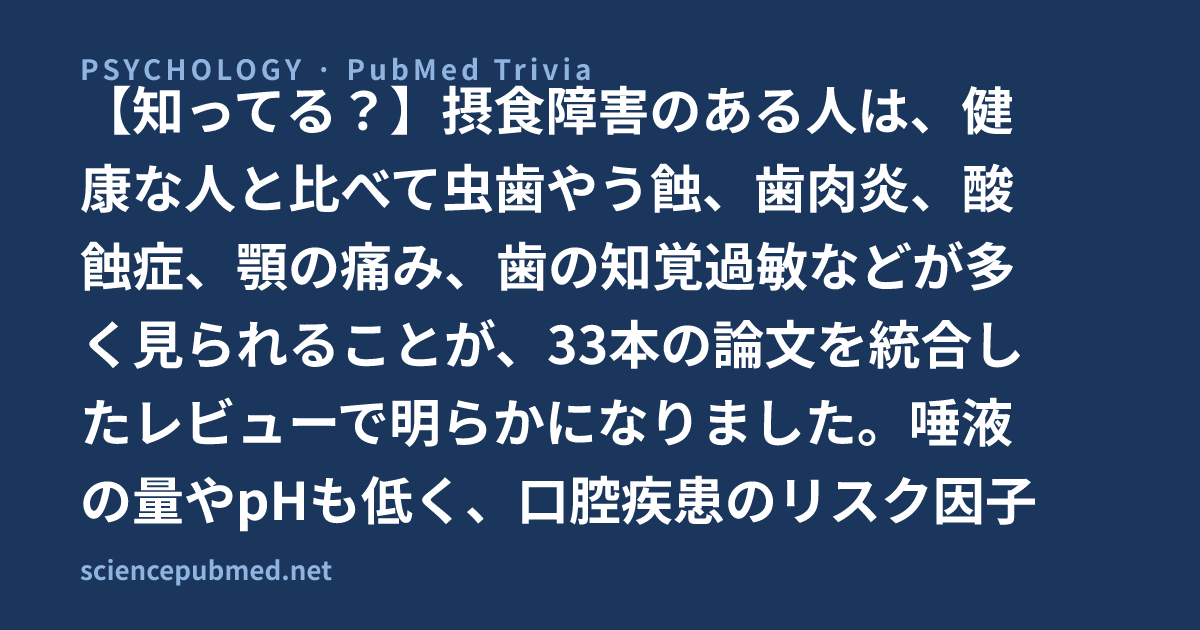 PSYCHOLOGY · PubMed Trivia
【知ってる？】摂食障害のある人は、健
康な人と比べて虫歯やう蝕、歯肉炎、酸
蝕症、顎の痛み、歯の知覚過敏などが多
く見られることが、33本の論文を統合し
たレビューで明らかになりました。唾液
の量やpHも低く、口腔疾患のリスク因子
sciencepubmed.net